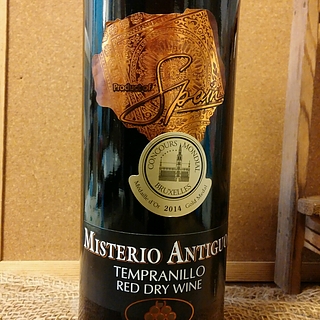 Product of
Spain
CONCOURS MONDIAL
BRUXELLES
Médaille d'Or 2014 Gold Medal
MISTERIO ANTIGUO
TEMPRANILLO
RED DRY WINE